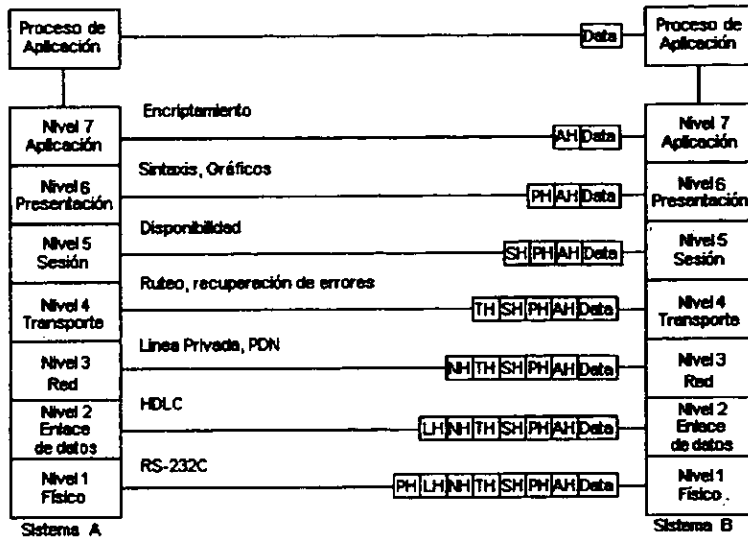 Proceso de
Aplicación
Data
Proceso de
Aplicación
Encriptamiento
Nivel 7
Aplicación
AH Data
Nivel 7
Aplicación
Sintaxis, Gráficos
Nivel 6
Presentación
PH AH Data
Nivel 6
Presentación
Disponibilidad
Nivel 5
Sesión
SH PH AH Data
Nivel 5
Sesión
Ruteo, recuperación de errores
Nivel 4
Transporte
TH SH PH AH Data
Nivel 4
Transporte
Linea Privada, PDN
Nivel 3
Red
NH TH SH PH AH Data
Nivel 3
Red
HDLC
Nivel 2
Enlace
de datos
LH NH TH SH PH AH Data
Nivel 2
Enlace
de datos
RS-232C
Nivel 1
Físico
PH LH NH TH SH PH AH Data
Nivel 1
Físico
Sistema A
Sistema B